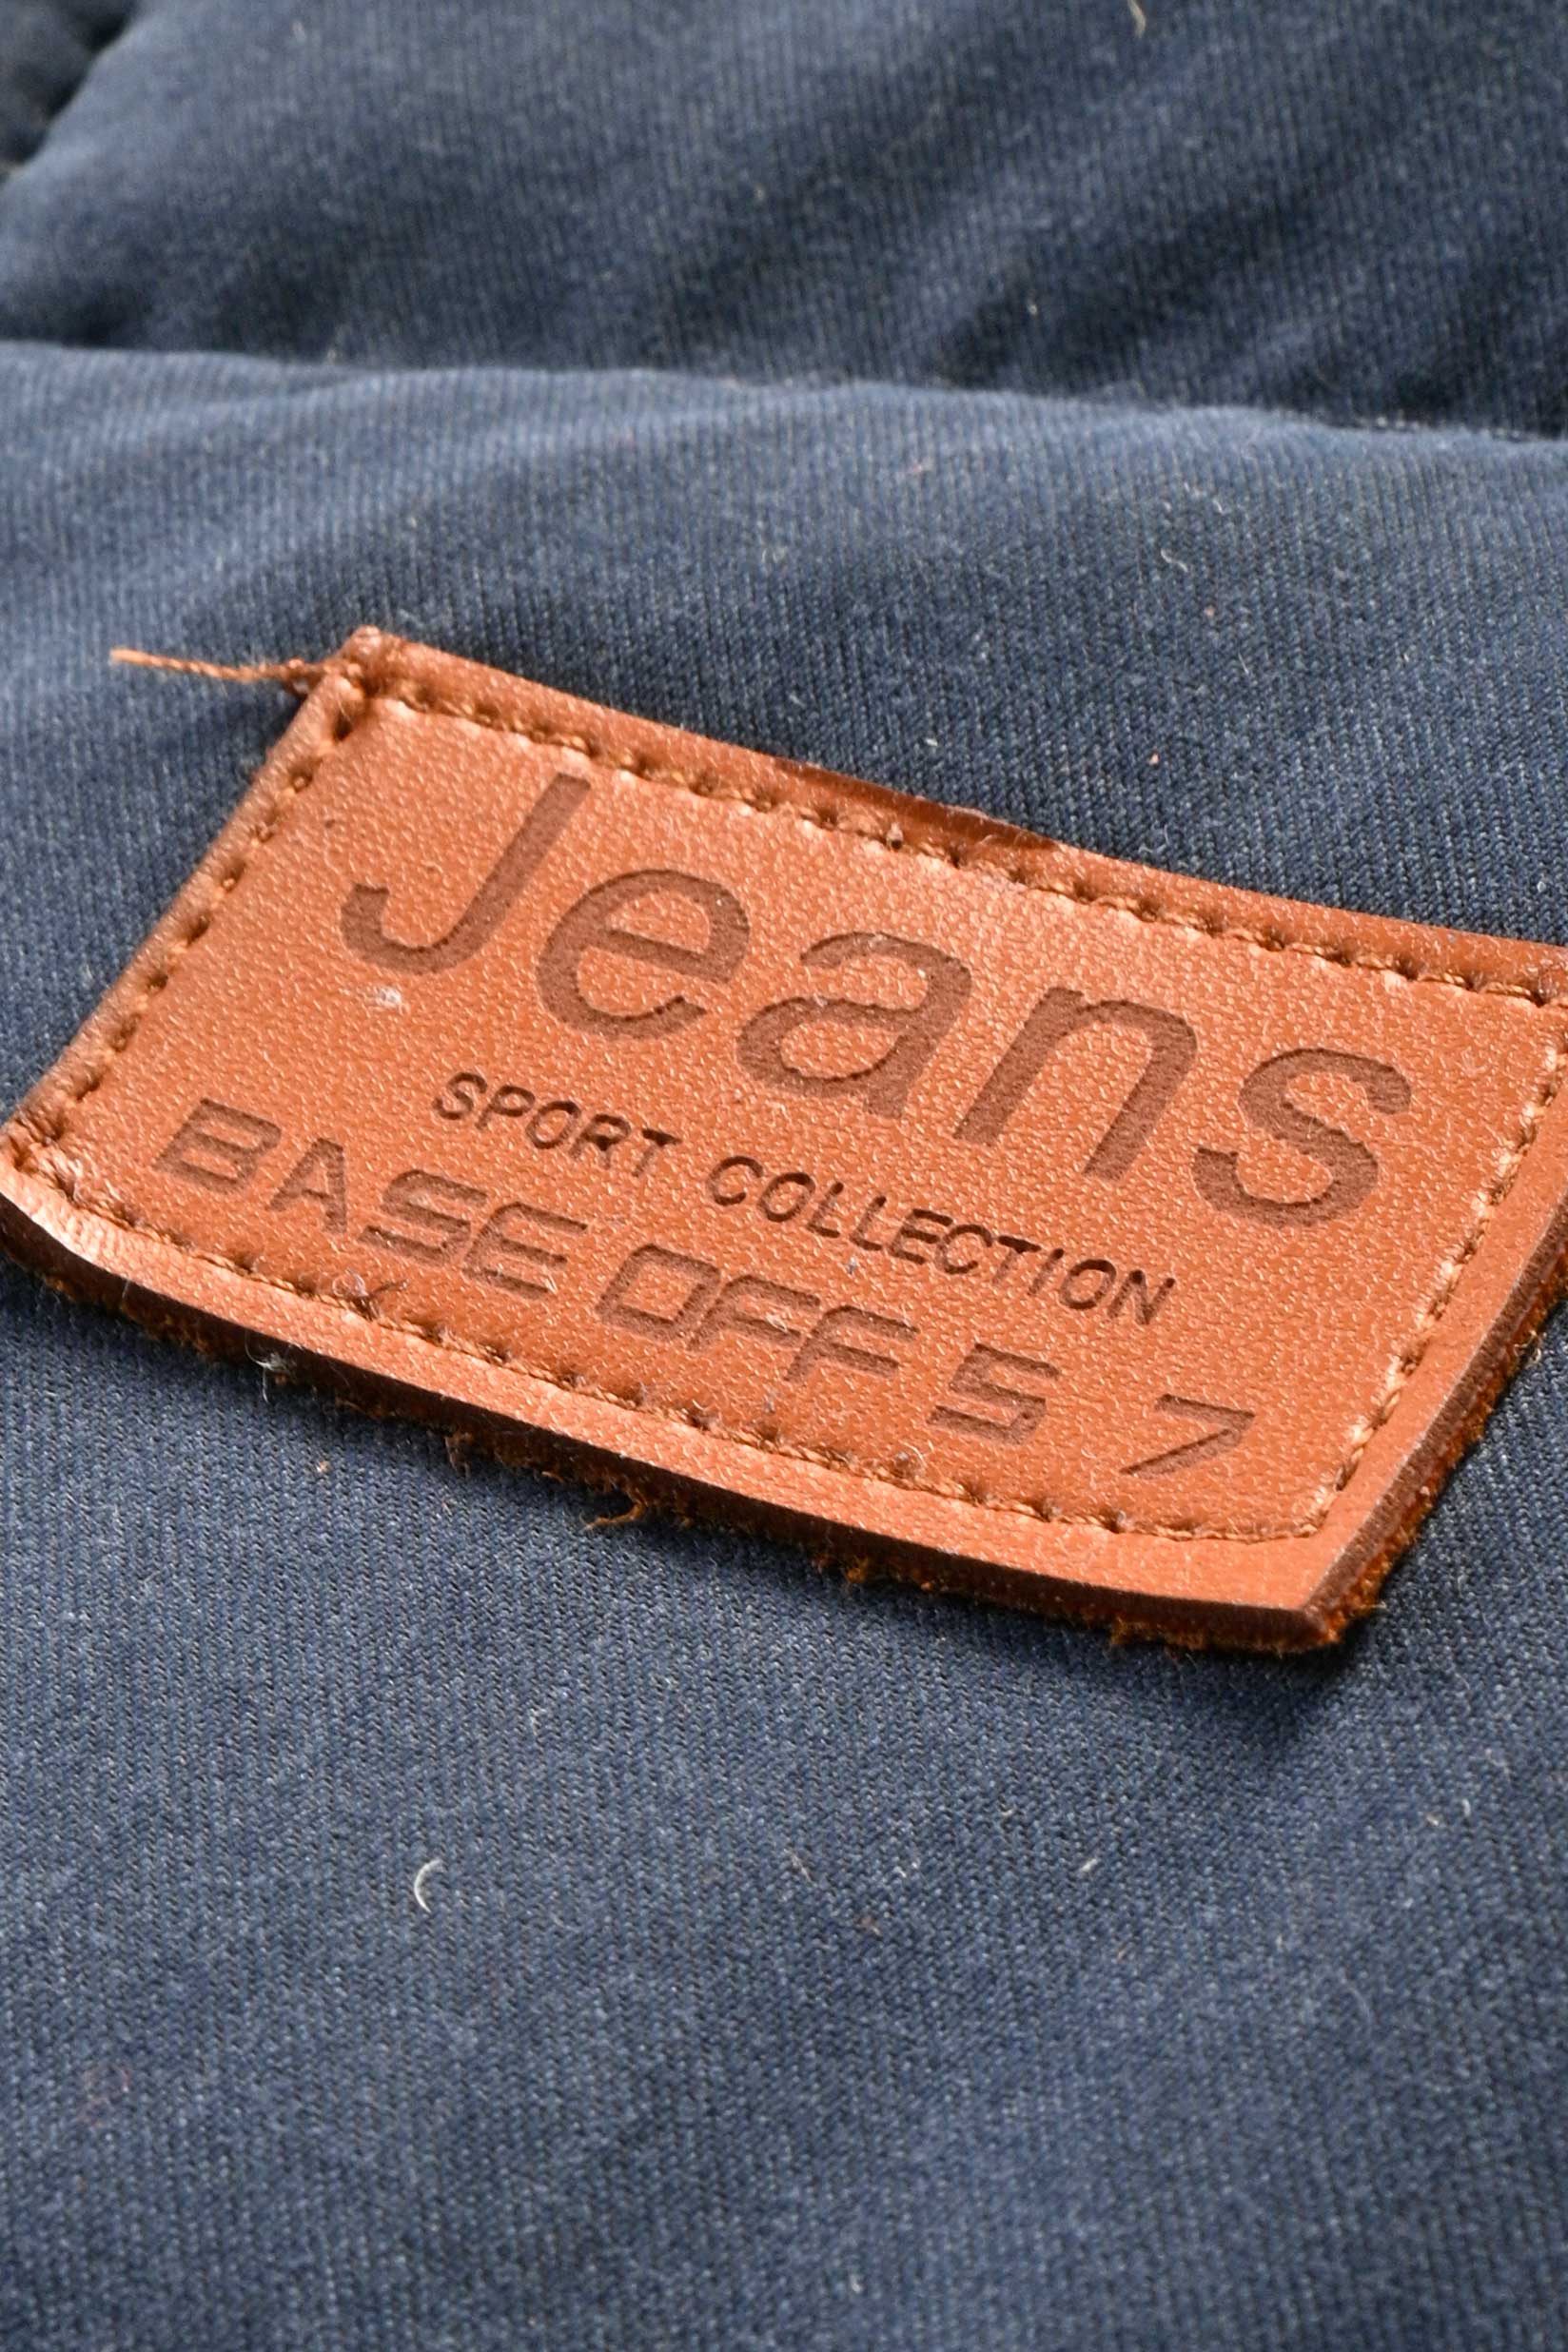 Jeans
SPORT COLLECTION
BASE OFF 5 7